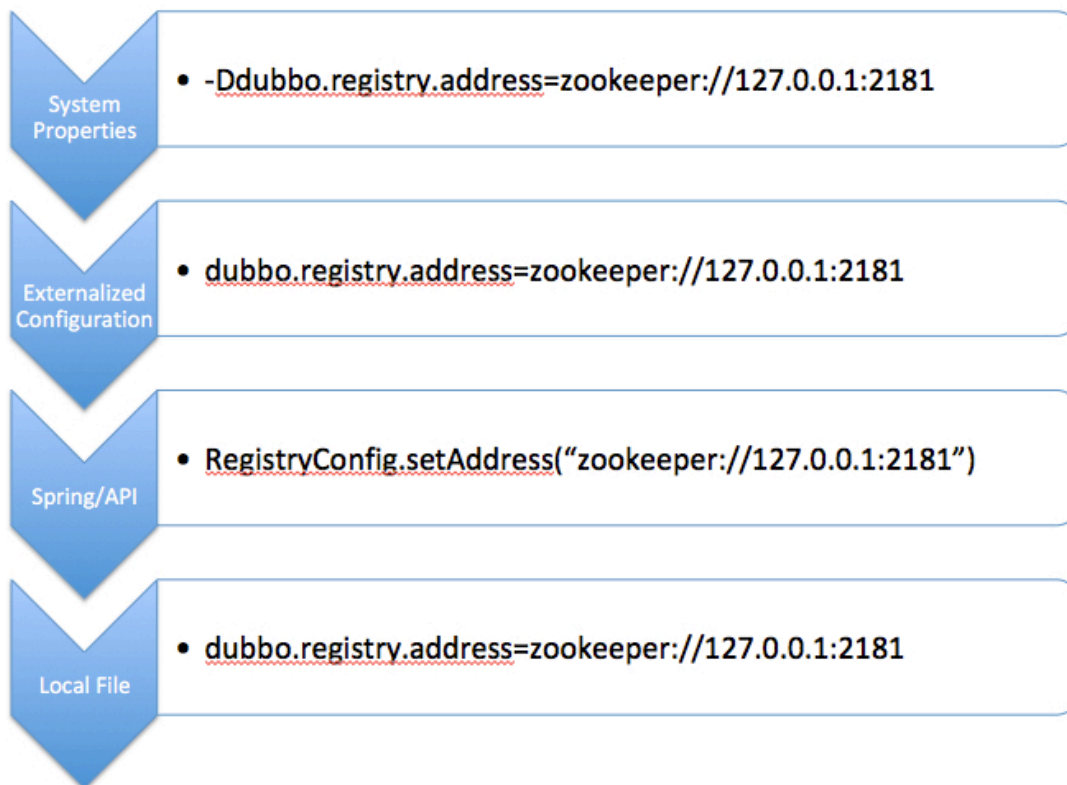 System
Properties
• -Ddubbo.registry.address=zookeeper://127.0.0.1:2181
Externalized
Configuration
• dubbo.registry.address=zookeeper://127.0.0.1:2181
Spring/API
• RegistryConfig.setAddress(“zookeeper://127.0.0.1:2181”)
Local File
• dubbo.registry.address=zookeeper://127.0.0.1:2181